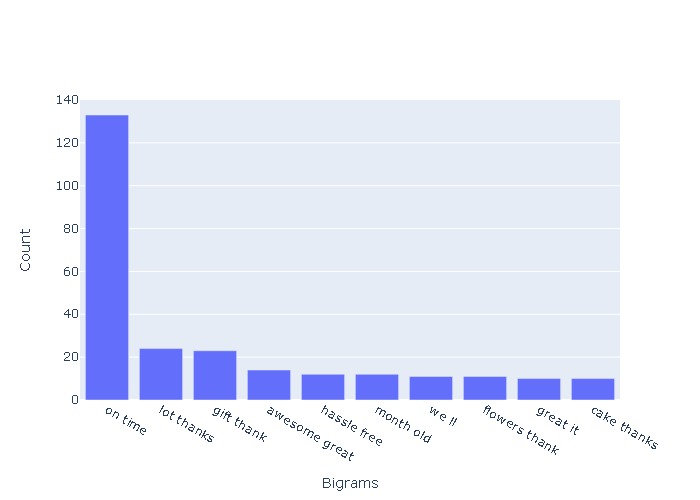 140
120
100
80
60
40
20
0
Count
on time
lot thanks
gift thank
awesome great
hassle free
month old
we ll
flowers thank
great it
cake thanks
Bigrams